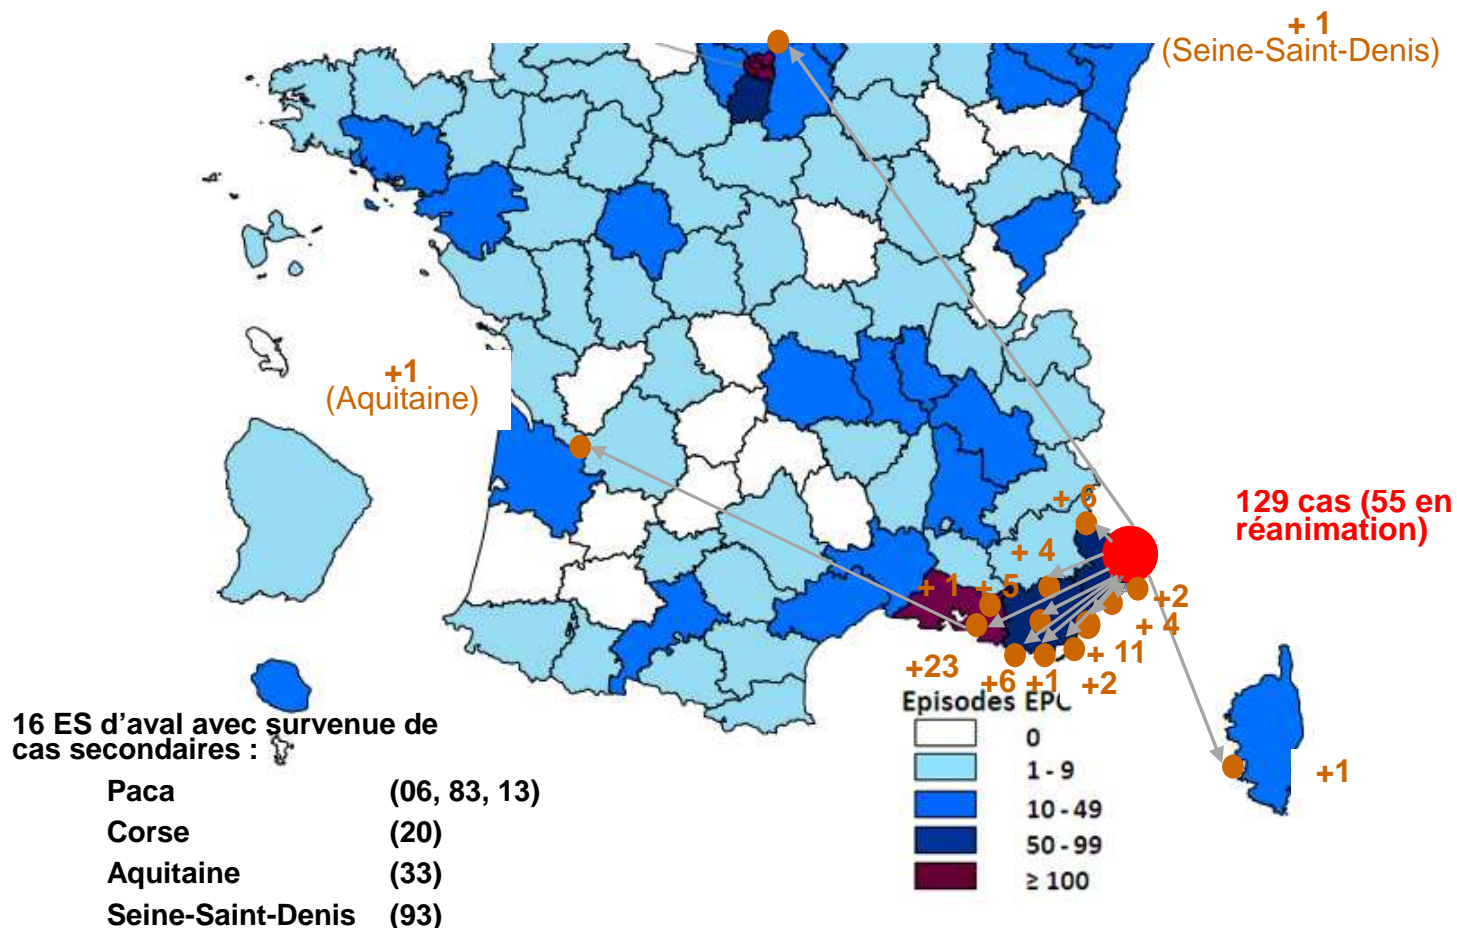 + 1
(Seine-Saint-Denis)
+1
(Aquitaine)
129 cas (55 en
réanimation)
+ 6
+ 4
+ 1
+ 5
+2
+ 4
+ 11
+23
+6
+1
+2
+1
Episodes EPC
0
1 - 9
10 - 49
50 - 99
≥ 100
16 ES d’aval avec survenue de
cas secondaires :
Paca (06, 83, 13)
Corse (20)
Aquitaine (33)
Seine-Saint-Denis (93)